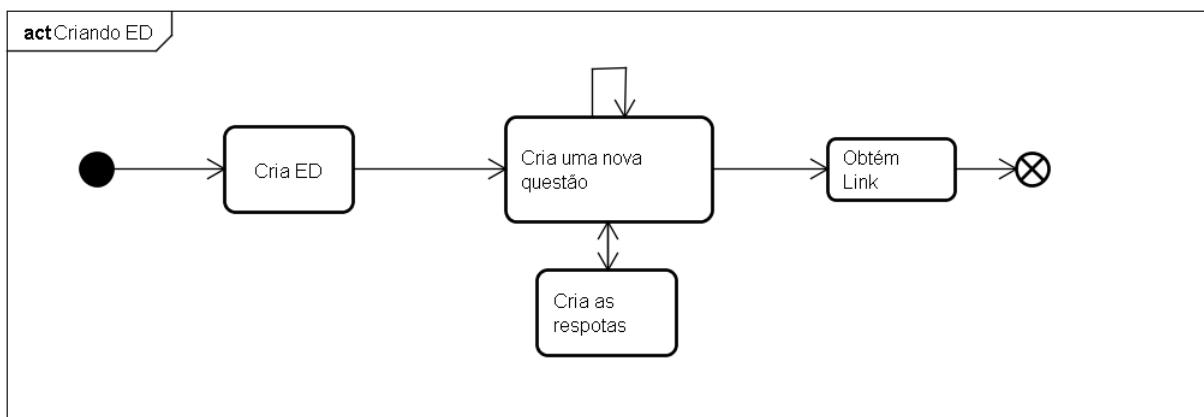 act Criando ED
Cria ED
Cria uma nova
questão
Obtém
Link
Cria as
respotas